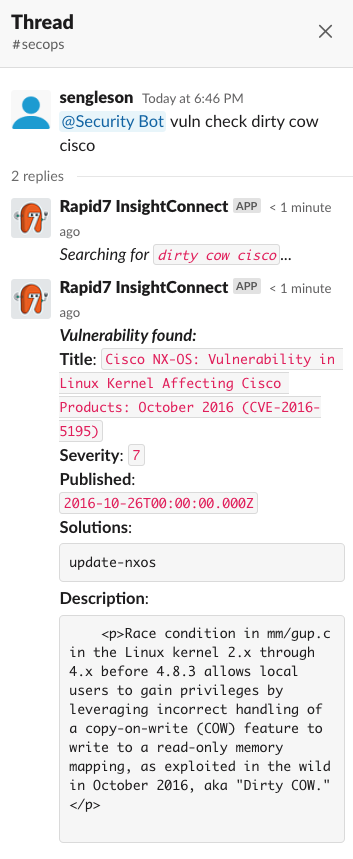 Thread
#secops
sengleson Today at 6:46 PM
@Security Bot vuln check dirty cow
cisco
2 replies
Rapid7 InsightConnect APP < 1 minute
ago
Searching for dirty cow cisco...
Rapid7 InsightConnect APP < 1 minute
ago
Vulnerability found:
Title: Cisco NX-OS: Vulnerability in
Linux Kernel Affecting Cisco
Products: October 2016 (CVE-2016-
5195)
Severity: 7
Published:
2016-10-26T00:00:00.000Z
Solutions:
update-nxos
Description:
<p>Race condition in mm/gup.c
in the Linux kernel 2.x through
4.x before 4.8.3 allows local
users to gain privileges by
leveraging incorrect handling of
a copy-on-write (COW) feature to
write to a read-only memory
mapping, as exploited in the wild
in October 2016, aka "Dirty COW."
</p>